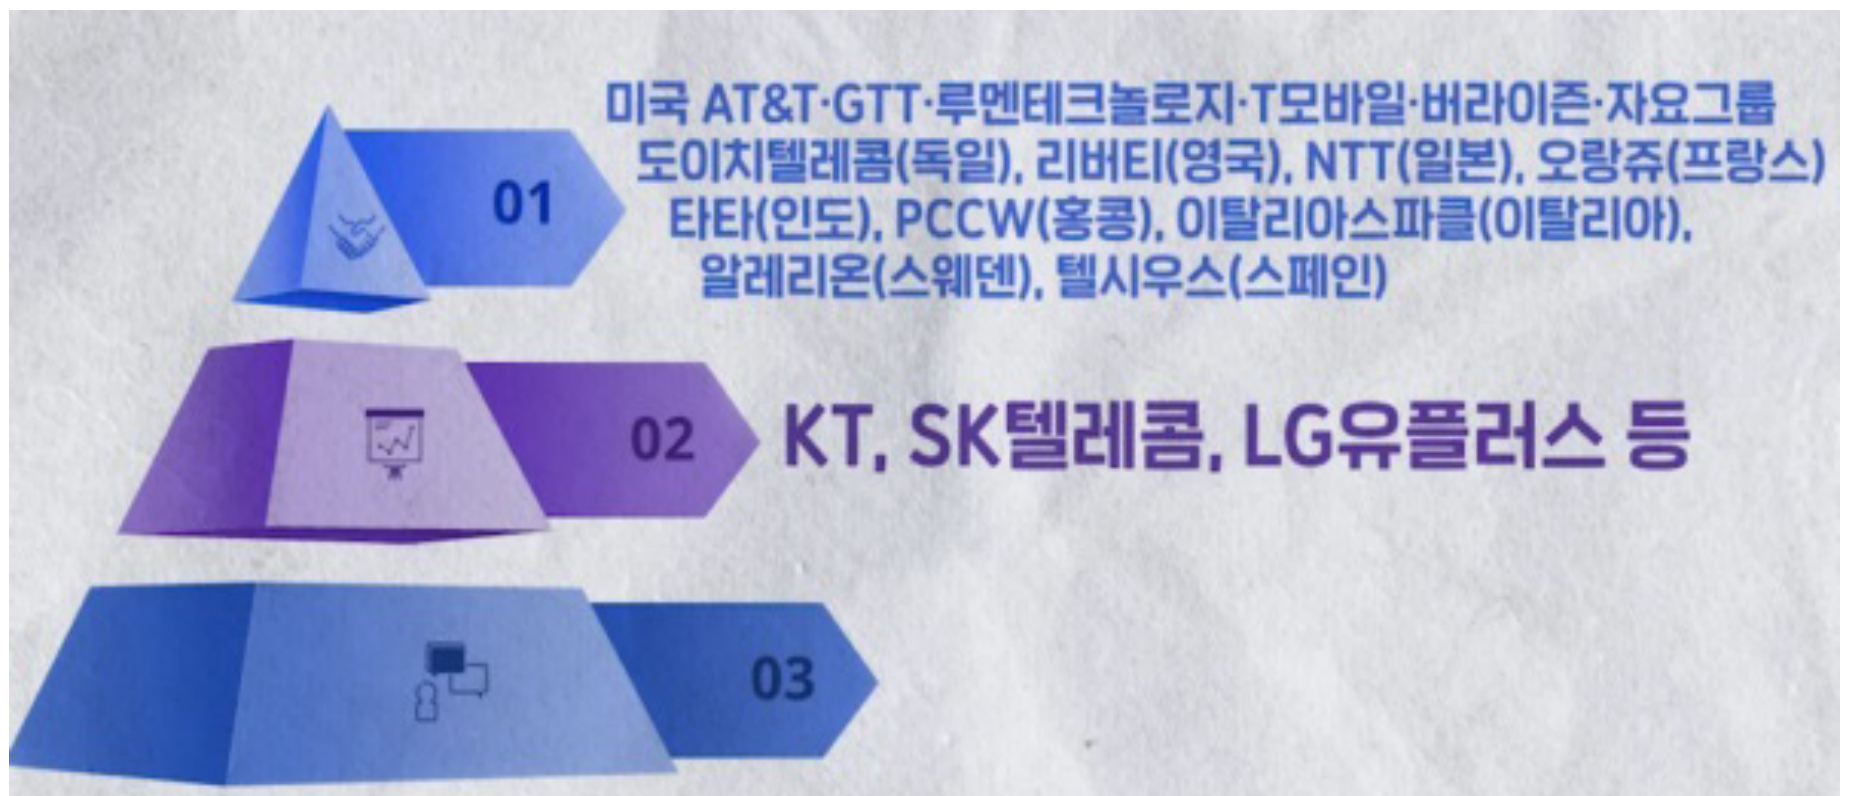 미국 AT&T·GTT·루멘테크놀로지·T모바일·버라이즌·자요그룹
도이치텔레콤(독일), 리버티(영국), NTT(일본), 오랑쥬(프랑스)
01
타타(인도), PCCW(홍콩), 이탈리아스파클(이탈리아),
알레리온(스웨덴), 텔시우스(스페인)
02
KT, SK텔레콤, LG유플러스 등
03